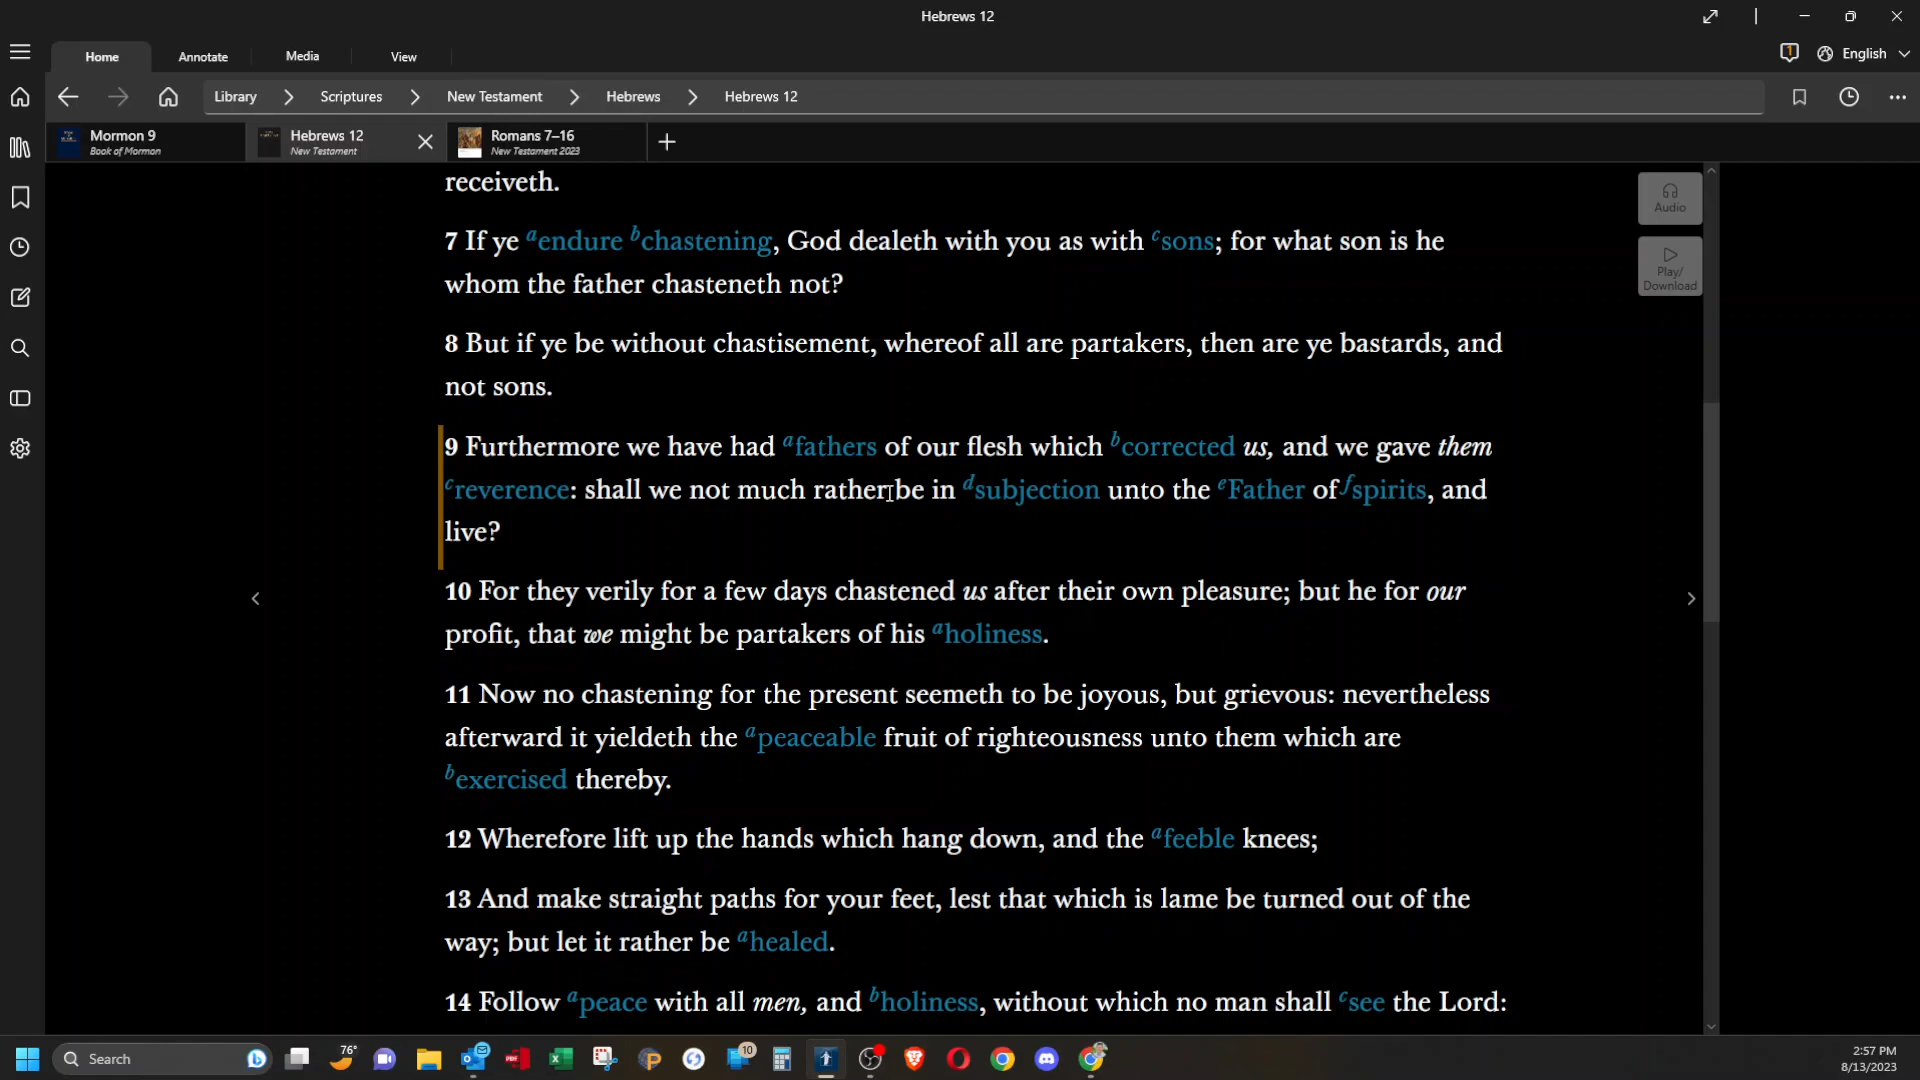 Hebrews 12
Home Annotate Media View
1 English
Library Scriptures New Testament Hebrews Hebrews 12
Mormon 9
Book of Mormon
Hebrews 12
New Testament
Romans 7–16
New Testament 2023
receiveth.
Audio
Play/
Download
7 If ye aendure bchastening, God dealeth with you as with csons; for what son is he
whom the father chasteneth not?
8 But if ye be without chastisement, whereof all are partakers, then are ye bastards, and
not sons.
9 Furthermore we have had afathers of our flesh which bcorrected us, and we gave them
creverence: shall we not much rather be in dsubjection unto the eFather of fspirits, and
live?
10 For they verily for a few days chastened us after their own pleasure; but he for our
profit, that we might be partakers of his aholiness.
11 Now no chastening for the present seemeth to be joyous, but grievous: nevertheless
afterward it yieldeth the apeaceable fruit of righteousness unto them which are
bexercised thereby.
12 Wherefore lift up the hands which hang down, and the afeeble knees;
13 And make straight paths for your feet, lest that which is lame be turned out of the
way; but let it rather be ahealed.
14 Follow apeace with all men, and bholiness, without which no man shall csee the Lord:
Search
76°
10
2:57 PM
8/13/2023